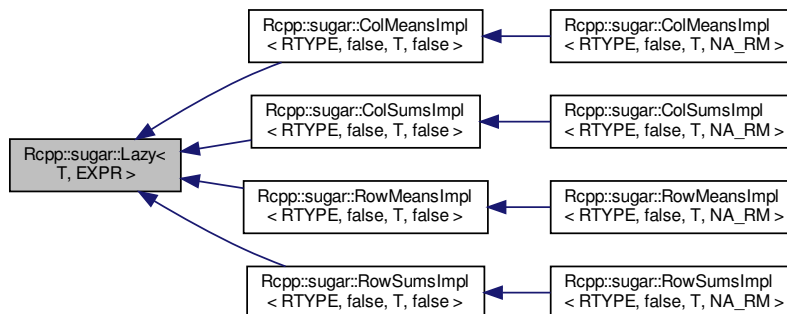 Rcpp::sugar::ColMeansImpl
< RTYPE, false, T, false >
Rcpp::sugar::ColMeansImpl
< RTYPE, false, T, NA_RM >
Rcpp::sugar::ColSumsImpl
< RTYPE, false, T, false >
Rcpp::sugar::ColSumsImpl
< RTYPE, false, T, NA_RM >
Rcpp::sugar::Lazy<
T, EXPR >
Rcpp::sugar::RowMeansImpl
< RTYPE, false, T, false >
Rcpp::sugar::RowMeansImpl
< RTYPE, false, T, NA_RM >
Rcpp::sugar::RowSumsImpl
< RTYPE, false, T, false >
Rcpp::sugar::RowSumsImpl
< RTYPE, false, T, NA_RM >